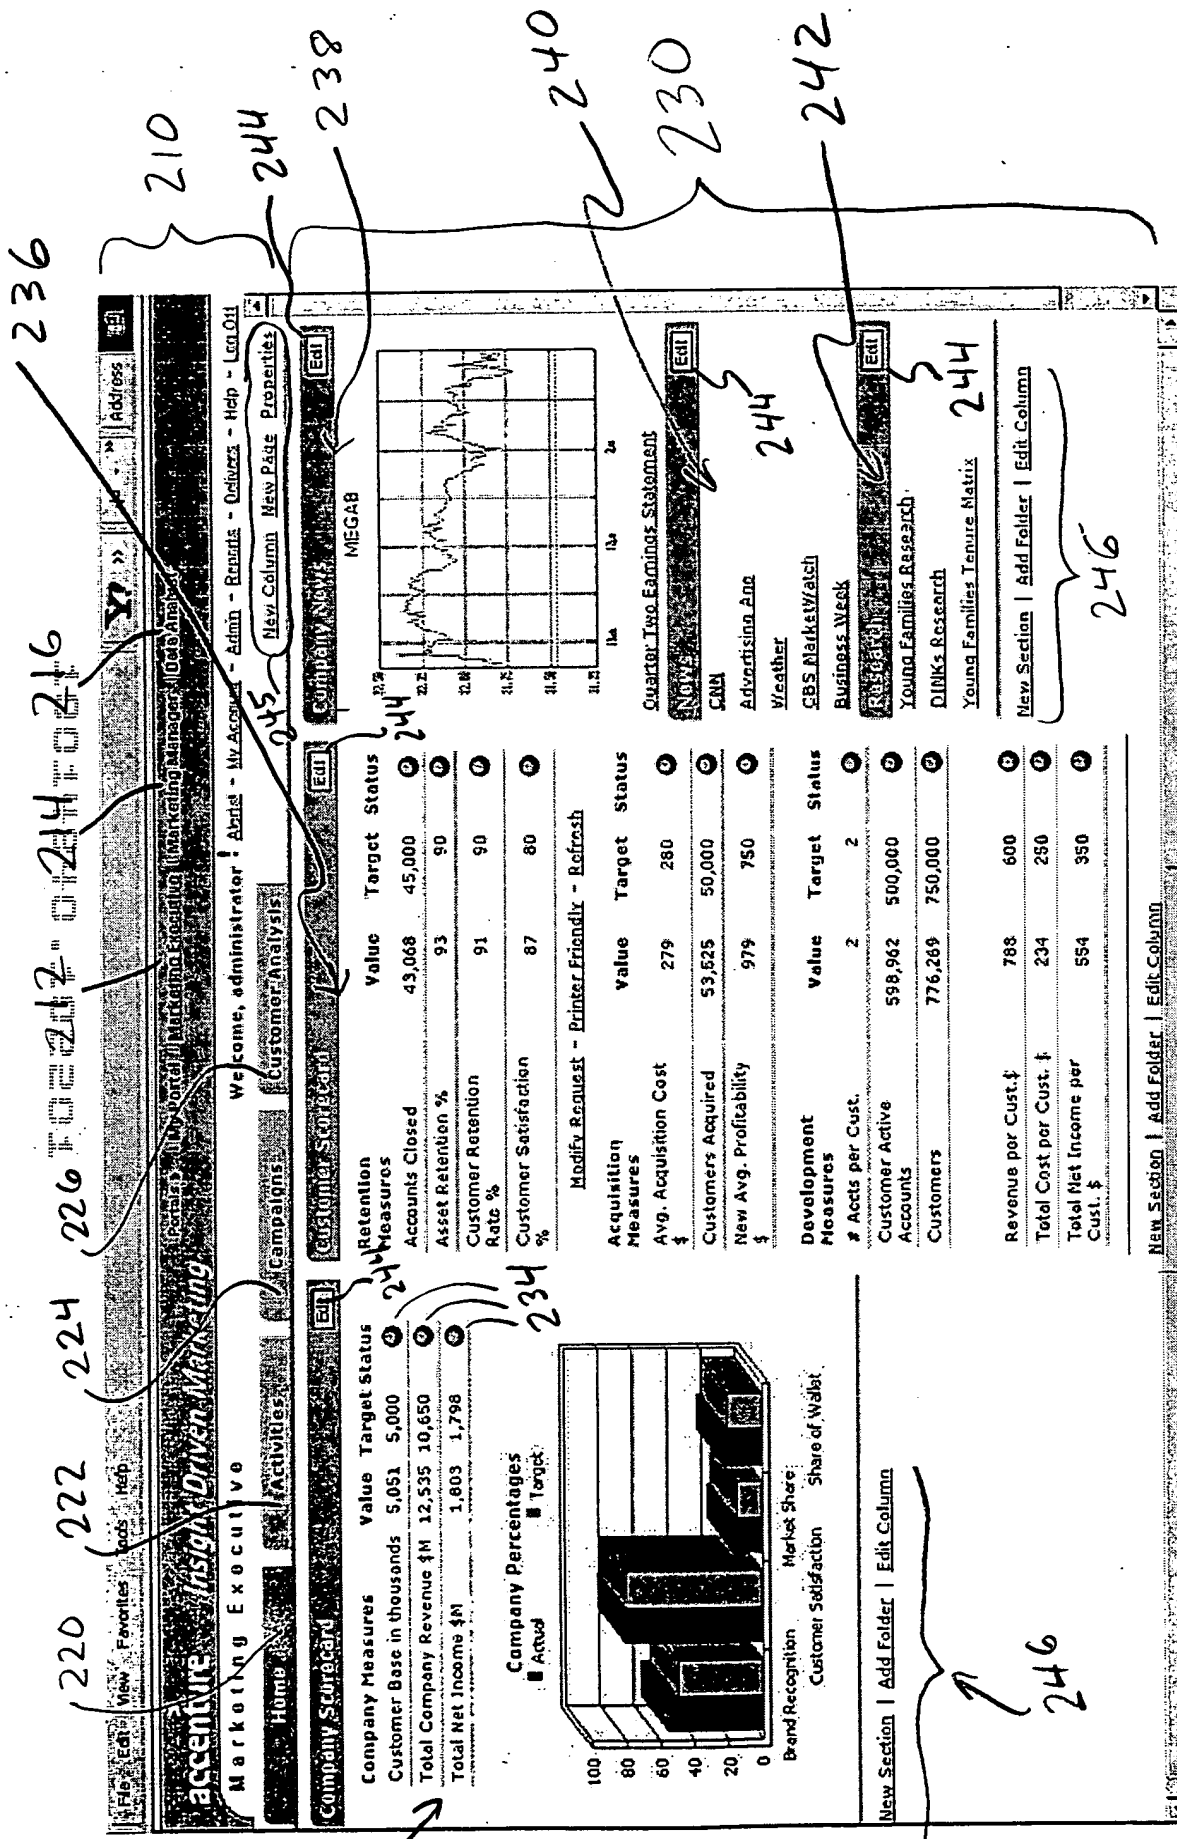 236
226
212
214
216
210
220
222
224
File Edit View Favorites Tools Help
Y! »
Address
accenture Insight Driven Marketing
Portals: | My Portal | Marketing Executive | Marketing Manager | Data Analyst
Marketing Executive
Welcome, administrator
My Account - Admin - Reports - Delivers - Help - Log Off
Home
Activities
Campaigns
Customer Analysis
245
New Column New Page Properties
244
238
Company Scorecard
Edit
Company Measures Value Target Status
Customer Base in thousands 5,051 5,000
Total Company Revenue $M 12,535 10,650
Total Net Income $M 1,803 1,798
244
234
Company Percentages
Actual Target
100
80
60
40
20
0
Brand Recognition Market Share
Customer Satisfaction Share of Wallet
New Section | Add Folder | Edit Column
246
Customer Scorecard
Edit
244
Retention Measures Value Target Status
Accounts Closed 43,068 45,000
Asset Retention % 93 90
Customer Retention Rate % 91 90
Customer Satisfaction % 87 80
Modify Request - Printer Friendly - Refresh
Acquisition Measures Value Target Status
Avg. Acquisition Cost $ 279 280
Customers Acquired 53,525 50,000
New Avg. Profitability $ 979 750
Development Measures Value Target Status
# Accts per Cust. 2 2
Customer Active Accounts 598,962 500,000
Customers 776,269 750,000
Revenue per Cust. $ 788 600
Total Cost per Cust. $ 234 250
Total Net Income per Cust. $ 554 350
New Section | Add Folder | Edit Column
Company News
Edit
MEGAB
22.25
21.75
21.25
Quarter Two Earnings Statement
News
Edit
244
240
230
CNN
Advertising Age
Weather
CBS MarketWatch
Business Week
Research
Edit
244
242
Young Families Research
DINKs Research
Young Families Tenure Matrix
New Section | Add Folder | Edit Column
246